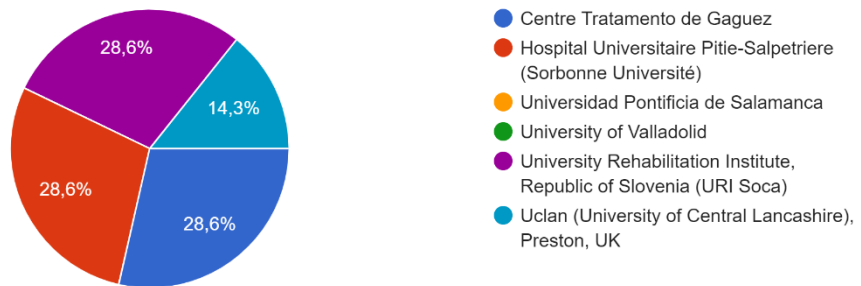 28,6%
14,3%
28,6%
28,6%
Centre Tratamento de Gaguez
Hospital Universitaire Pitie-Salpetriere
(Sorbonne Université)
Universidad Pontificia de Salamanca
University of Valladolid
University Rehabilitation Institute,
Republic of Slovenia (URI Soca)
Uclan (University of Central Lancashire),
Preston, UK